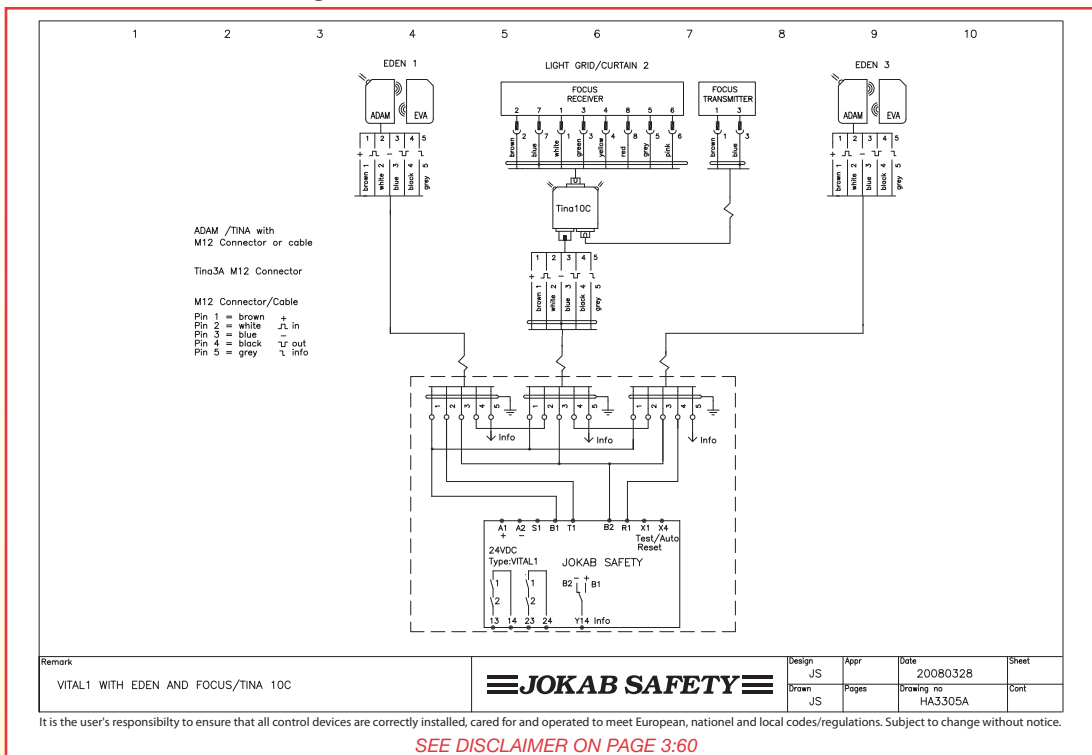 1 2 3 4 5 6 7 8 9 10
EDEN 1
LIGHT GRID/CURTAIN 2
EDEN 3
ADAM EVA
FOCUS
RECEIVER
FOCUS
TRANSMITTER
ADAM EVA
2 7 1 3 4 8 5 6
1 3
2 7 1 3 4 8 5 6
1 3
brown blue white green yellow red grey pink
brown blue
1 2 3 4 5
+ -
brown 1 white 2 blue 3 black 4 grey 5
1 2 3 4 5
+ -
brown 1 white 2 blue 3 black 4 grey 5
Tina10C
1 2 3 4 5
+ -
brown 1 white 2 blue 3 black 4 grey 5
ADAM /TINA with
M12 Connector or cable
Tina3A M12 Connector
M12 Connector/Cable
Pin 1 = brown +
Pin 2 = white in
Pin 3 = blue -
Pin 4 = black out
Pin 5 = grey info
1 2 3 4 5
1 2 3 4 5
1 2 3 4 5
Info
Info
Info
A1 A2 S1 B1 T1 B2 R1 X1 X4
+ -
Test/Auto
Reset
24VDC
Type:VITAL1
JOKAB SAFETY
1 1
2 2
- +
B2 B1
13 14 23 24 Y14 Info
Remark
VITAL1 WITH EDEN AND FOCUS/TINA 10C
JOKAB SAFETY
Design
JS
Appr
Date
20080328
Sheet
Drawn
JS
Pages
Drawing no
HA3305A
Cont
It is the user's responsibilty to ensure that all control devices are correctly installed, cared for and operated to meet European, nationel and local codes/regulations. Subject to change without notice.
SEE DISCLAIMER ON PAGE 3:60